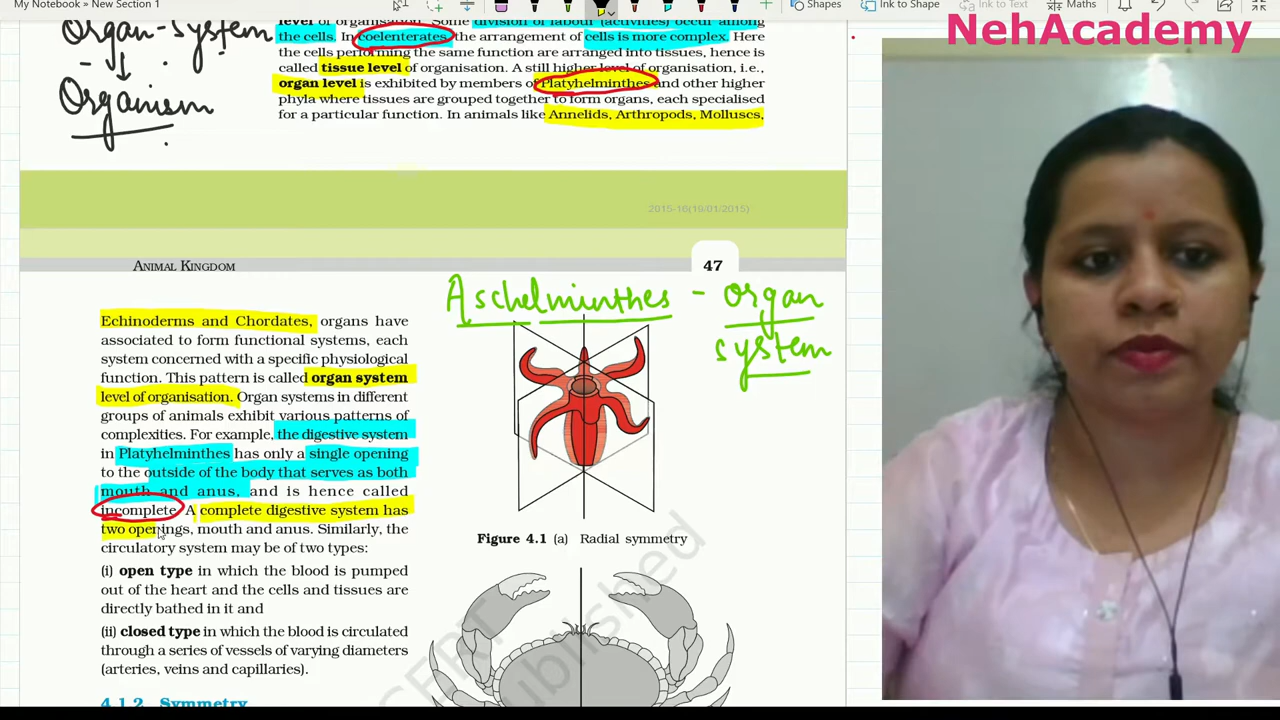 My Notebook » New Section 1
Shapes
Ink to Shape
Ink to Text
Maths
NehAcademy
Organ-system
Organism
level of organisation. Some division of labour (activities) occur among
the cells. In coelenterates, the arrangement of cells is more complex. Here
the cells performing the same function are arranged into tissues, hence is
called tissue level of organisation. A still higher level of organisation, i.e.,
organ level is exhibited by members of Platyhelminthes and other higher
phyla where tissues are grouped together to form organs, each specialised
for a particular function. In animals like Annelids, Arthropods, Molluscs,
2015-16(19/01/2015)
ANIMAL KINGDOM
47
Aschelminthes - organ
system
Echinoderms and Chordates, organs have
associated to form functional systems, each
system concerned with a specific physiological
function. This pattern is called organ system
level of organisation. Organ systems in different
groups of animals exhibit various patterns of
complexities. For example, the digestive system
in Platyhelminthes has only a single opening
to the outside of the body that serves as both
mouth and anus, and is hence called
incomplete. A complete digestive system has
two openings, mouth and anus. Similarly, the
circulatory system may be of two types:
(i) open type in which the blood is pumped
out of the heart and the cells and tissues are
directly bathed in it and
(ii) closed type in which the blood is circulated
through a series of vessels of varying diameters
(arteries, veins and capillaries).
4.1.2 Symmetry
Figure 4.1 (a) Radial symmetry